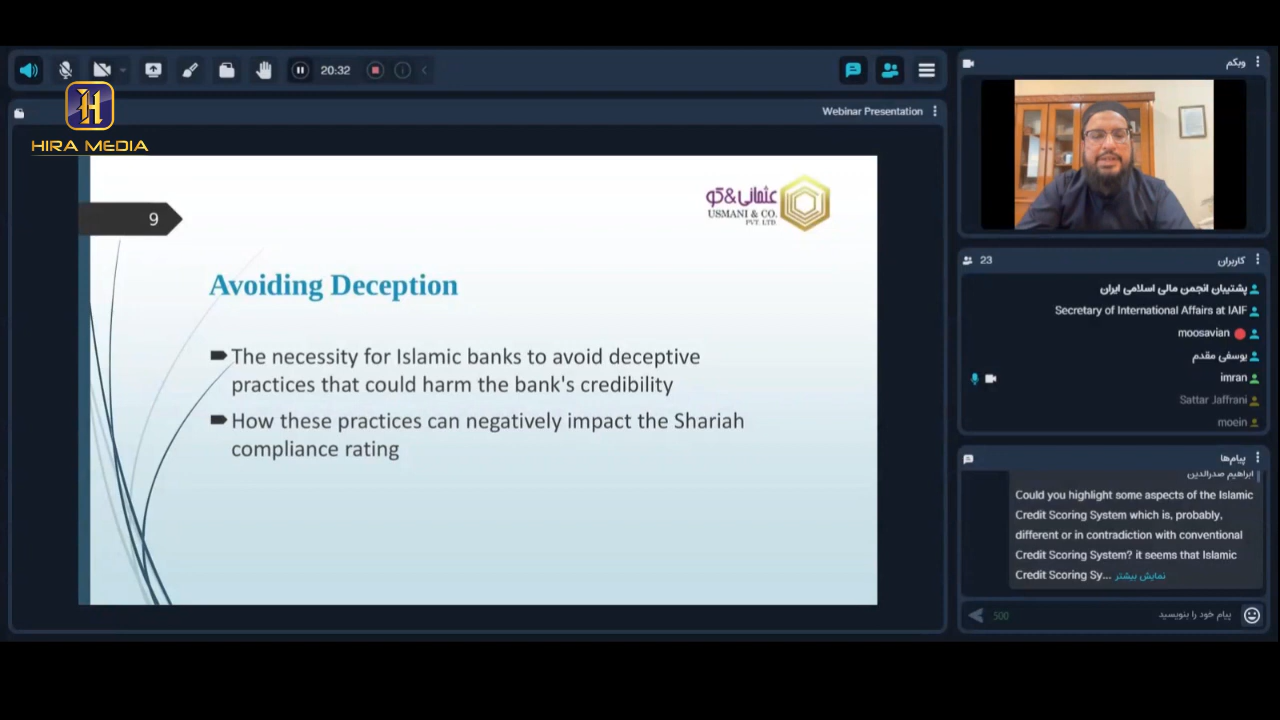 20:32
HIRA MEDIA
Webinar Presentation
9
عثمانی&کو
USMANI & CO.
PVT. LTD.
Avoiding Deception
The necessity for Islamic banks to avoid deceptive
practices that could harm the bank's credibility
How these practices can negatively impact the Shariah
compliance rating
وبکم
کاربران
23
پشتیبان انجمن مالی اسلامی ایران
Secretary of International Affairs at IAIF
moosavian
یوسفی مقدم
imran
Sattar Jaffrani
moein
پیام‌ها
ابراهیم صدرالدین
Could you highlight some aspects of the Islamic
Credit Scoring System which is, probably,
different or in contradiction with conventional
Credit Scoring System? it seems that Islamic
Credit Scoring Sy... نمایش بیشتر
500
پیام خود را بنویسید